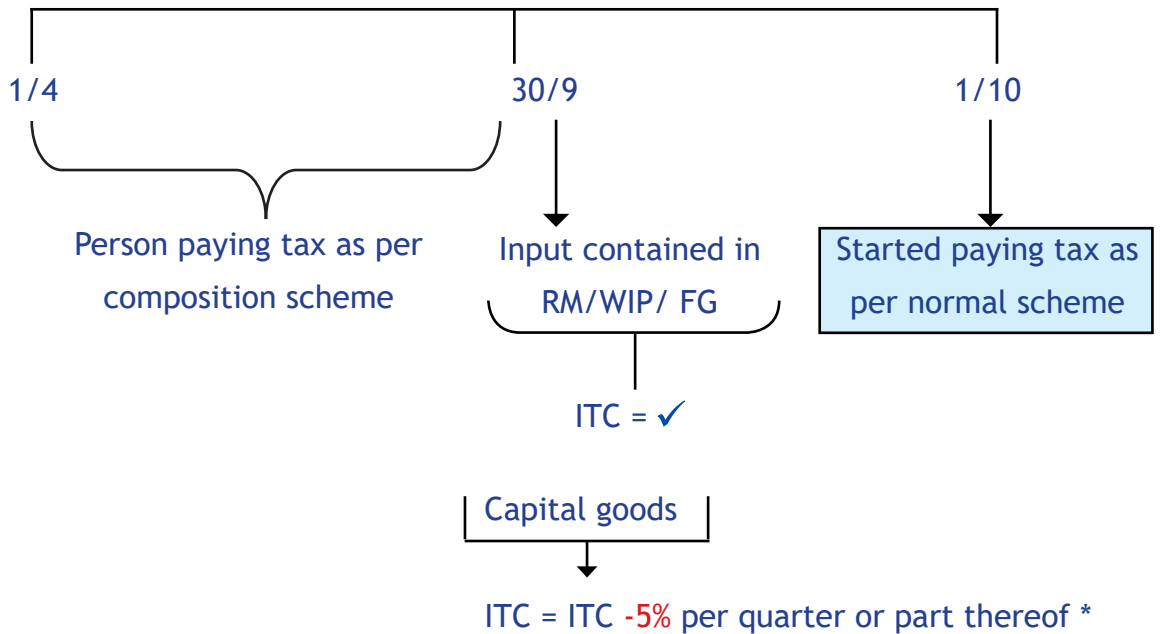 1/4
30/9
1/10
Person paying tax as per
composition scheme
Input contained in
RM/WIP/ FG
Started paying tax as
per normal scheme
ITC = ✓
Capital goods
ITC = ITC -5% per quarter or part thereof *